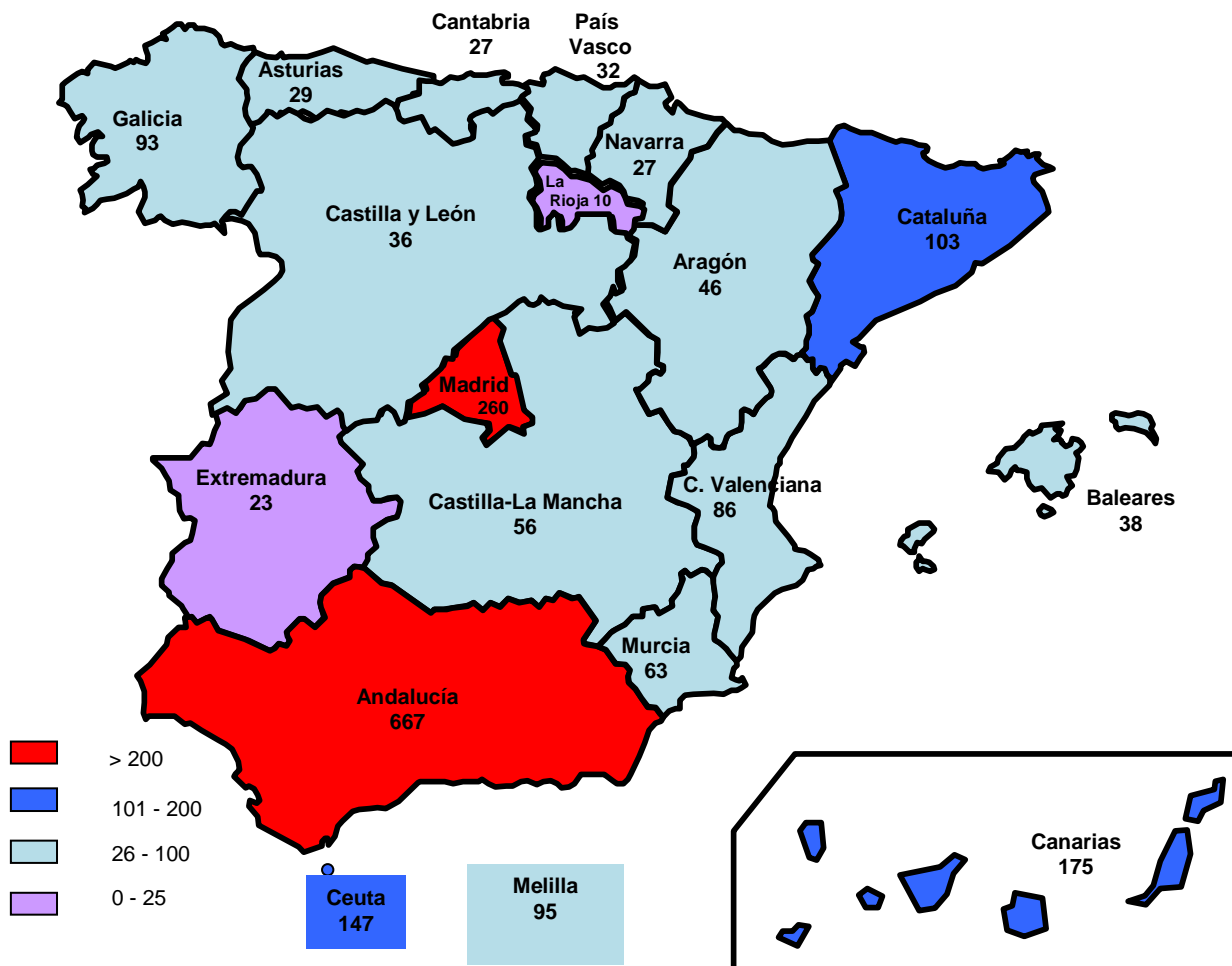 Cantabria
27
País
Vasco
32
Asturias
29
Galicia
93
Navarra
27
La
Rioja 10
Castilla y León
36
Cataluña
103
Aragón
46
Madrid
260
Extremadura
23
Castilla-La Mancha
56
C. Valenciana
86
Baleares
38
Murcia
63
Andalucía
667
> 200
101 - 200
26 - 100
0 - 25
Canarias
175
Ceuta
147
Melilla
95